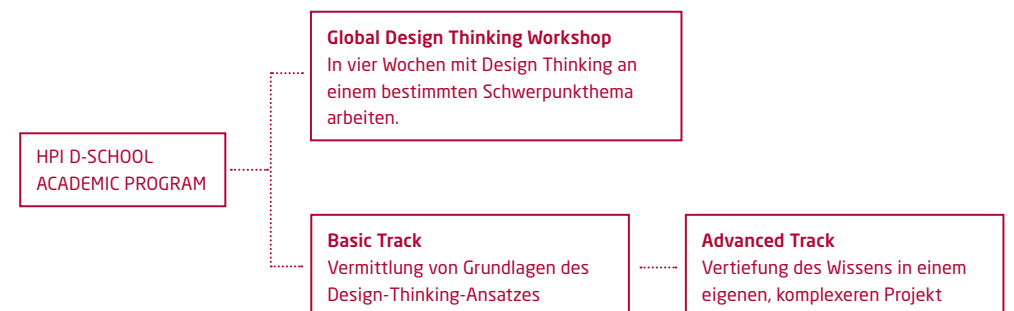 Global Design Thinking Workshop
In vier Wochen mit Design Thinking an
einem bestimmten Schwerpunkthema
arbeiten.
HPI D-SCHOOL
ACADEMIC PROGRAM
Basic Track
Vermittlung von Grundlagen des
Design-Thinking-Ansatzes
Advanced Track
Vertiefung des Wissens in einem
eigenen, komplexeren Projekt